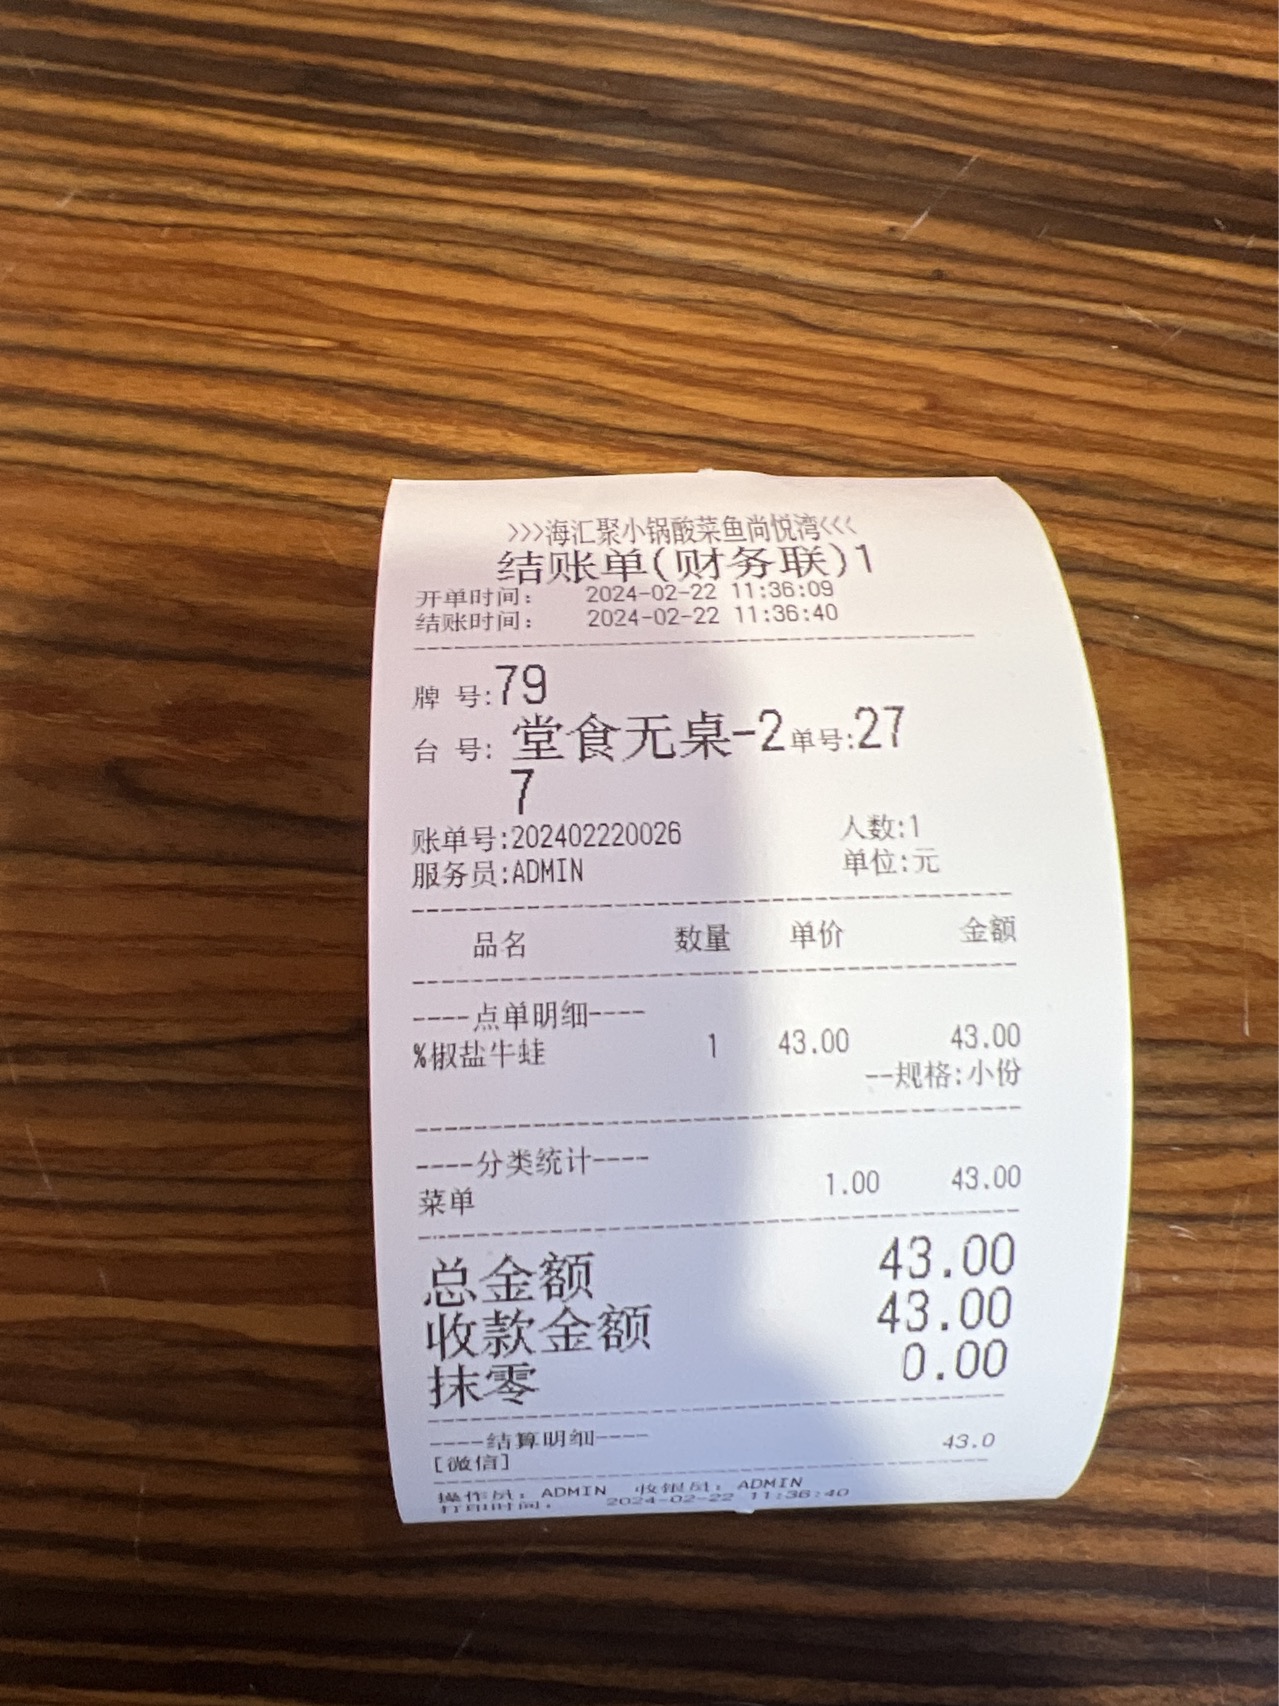 >>>海汇聚小锅酸菜鱼尚悦湾<<<
结账单(财务联)1
开单时间: 2024-02-22 11:36:09
结账时间: 2024-02-22 11:36:40
牌 号:79
台 号: 堂食无桌-2单号:27
7
账单号:202402220026 人数:1
服务员:ADMIN 单位:元
品名 数量 单价 金额
----点单明细----
%椒盐牛蛙 1 43.00 43.00
--规格:小份
----分类统计----
菜单 1.00 43.00
总金额 43.00
收款金额 43.00
抹零 0.00
----结算明细----
[微信] 43.0
操作员: ADMIN 收银员: ADMIN
打印时间: 2024-02-22 11:36:40